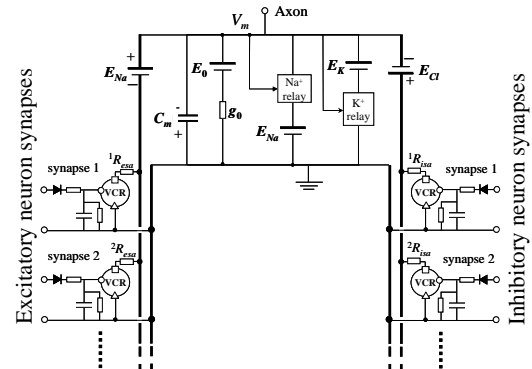 Axon
V_m
+
E_Na
−
E_0
E_K
−
E_Cl
+
Na⁺
relay
K⁺
relay
-
C_m
+
g_0
E_Na
Excitatory neuron synapses
Inhibitory neuron synapses
¹R_esa
synapse 1
VCR
¹R_isa
synapse 1
VCR
²R_esa
synapse 2
VCR
²R_isa
synapse 2
VCR